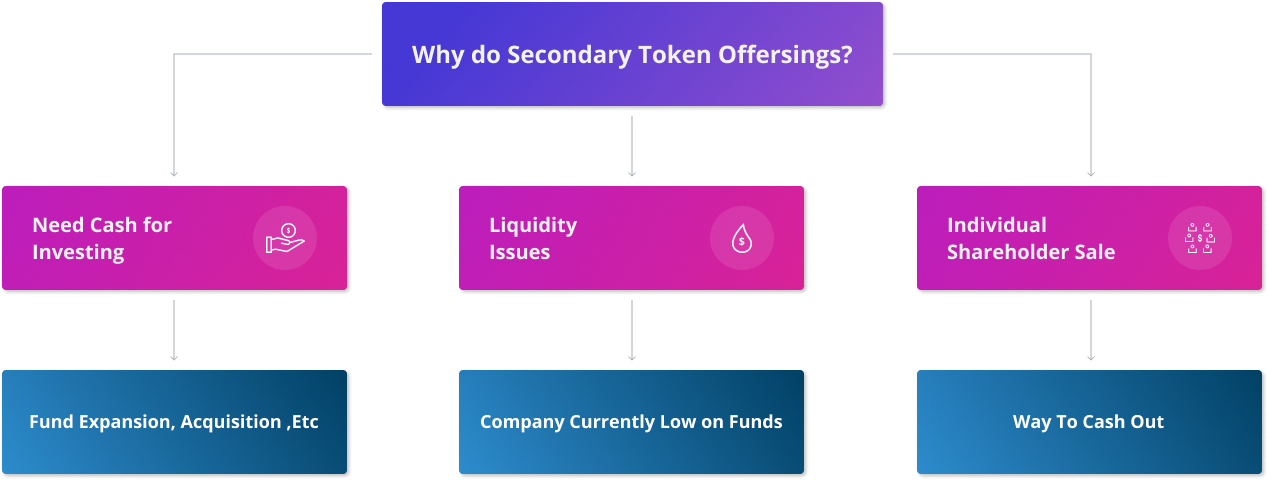 Why do Secondary Token Offersings?
Need Cash for
Investing
$
Liquidity
Issues
$
Individual
Shareholder Sale
$
Fund Expansion, Acquisition ,Etc
Company Currently Low on Funds
Way To Cash Out